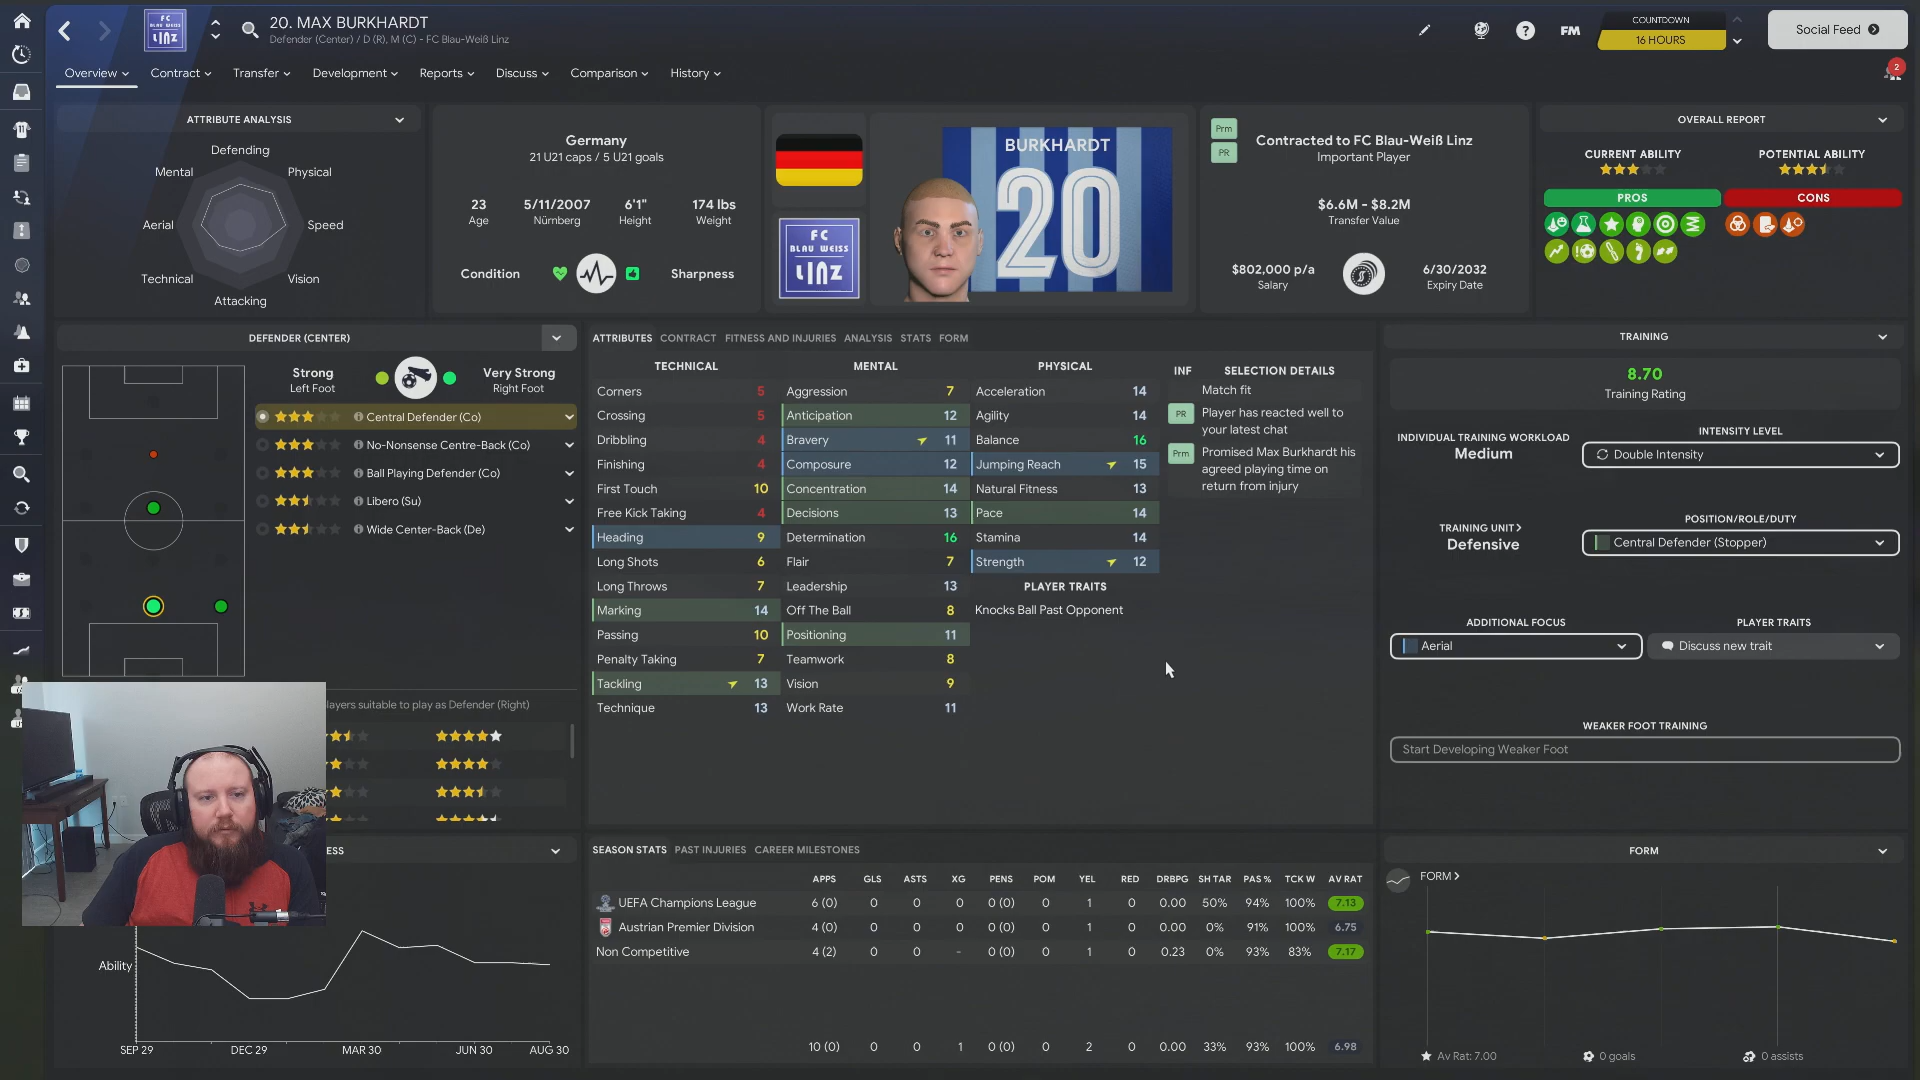 20. MAX BURKHARDT
Defender (Center) / D (R), M (C) - FC Blau-Weiß Linz
FC BLAU WEISS LINZ
FM
COUNTDOWN
16 HOURS
Social Feed
2
Overview Contract Transfer Development Reports Discuss Comparison History
ATTRIBUTE ANALYSIS
Defending
Mental Physical
Aerial Speed
Technical Vision
Attacking
Germany
21 U21 caps / 5 U21 goals
23 5/11/2007 6'1" 174 lbs
Age Nürnberg Height Weight
Condition Sharpness
FC BLAU WEISS LINZ
BURKHARDT
20
Prm
PR
Contracted to FC Blau-Weiß Linz
Important Player
$6.6M - $8.2M
Transfer Value
$802,000 p/a 6/30/2032
Salary Expiry Date
OVERALL REPORT
CURRENT ABILITY POTENTIAL ABILITY
PROS CONS
DEFENDER (CENTER)
Strong Very Strong
Left Foot Right Foot
Central Defender (Co)
No-Nonsense Centre-Back (Co)
Ball Playing Defender (Co)
Libero (Su)
Wide Center-Back (De)
layers suitable to play as Defender (Right)
ESS
Ability
SEP 29 DEC 29 MAR 30 JUN 30 AUG 30
ATTRIBUTES CONTRACT FITNESS AND INJURIES ANALYSIS STATS FORM
TECHNICAL MENTAL PHYSICAL
Corners 5 Aggression 7 Acceleration 14
Crossing 5 Anticipation 12 Agility 14
Dribbling 4 Bravery 11 Balance 16
Finishing 4 Composure 12 Jumping Reach 15
First Touch 10 Concentration 14 Natural Fitness 13
Free Kick Taking 4 Decisions 13 Pace 14
Heading 9 Determination 16 Stamina 14
Long Shots 6 Flair 7 Strength 12
Long Throws 7 Leadership 13 PLAYER TRAITS
Marking 14 Off The Ball 8 Knocks Ball Past Opponent
Passing 10 Positioning 11
Penalty Taking 7 Teamwork 8
Tackling 13 Vision 9
Technique 13 Work Rate 11
INF SELECTION DETAILS
Match fit
PR Player has reacted well to
your latest chat
Prm Promised Max Burkhardt his
agreed playing time on
return from injury
TRAINING
8.70
Training Rating
INDIVIDUAL TRAINING WORKLOAD
Medium
INTENSITY LEVEL
Double Intensity
TRAINING UNIT>
Defensive
POSITION/ROLE/DUTY
Central Defender (Stopper)
ADDITIONAL FOCUS PLAYER TRAITS
Aerial Discuss new trait
WEAKER FOOT TRAINING
Start Developing Weaker Foot
SEASON STATS PAST INJURIES CAREER MILESTONES
APPS GLS ASTS XG PENS POM YEL RED DRBPG SH TAR PAS % TCK W AV RAT
UEFA Champions League 6 (0) 0 0 0 0 (0) 0 1 0 0.00 50% 94% 100% 7.13
Austrian Premier Division 4 (0) 0 0 0 0 (0) 0 1 0 0.00 0% 91% 100% 6.75
Non Competitive 4 (2) 0 0 - 0 (0) 0 1 0 0.23 0% 93% 83% 7.17
10 (0) 0 0 1 0 (0) 0 2 0 0.00 33% 93% 100% 6.98
FORM
FORM >
Av Rat: 7.00 0 goals 0 assists